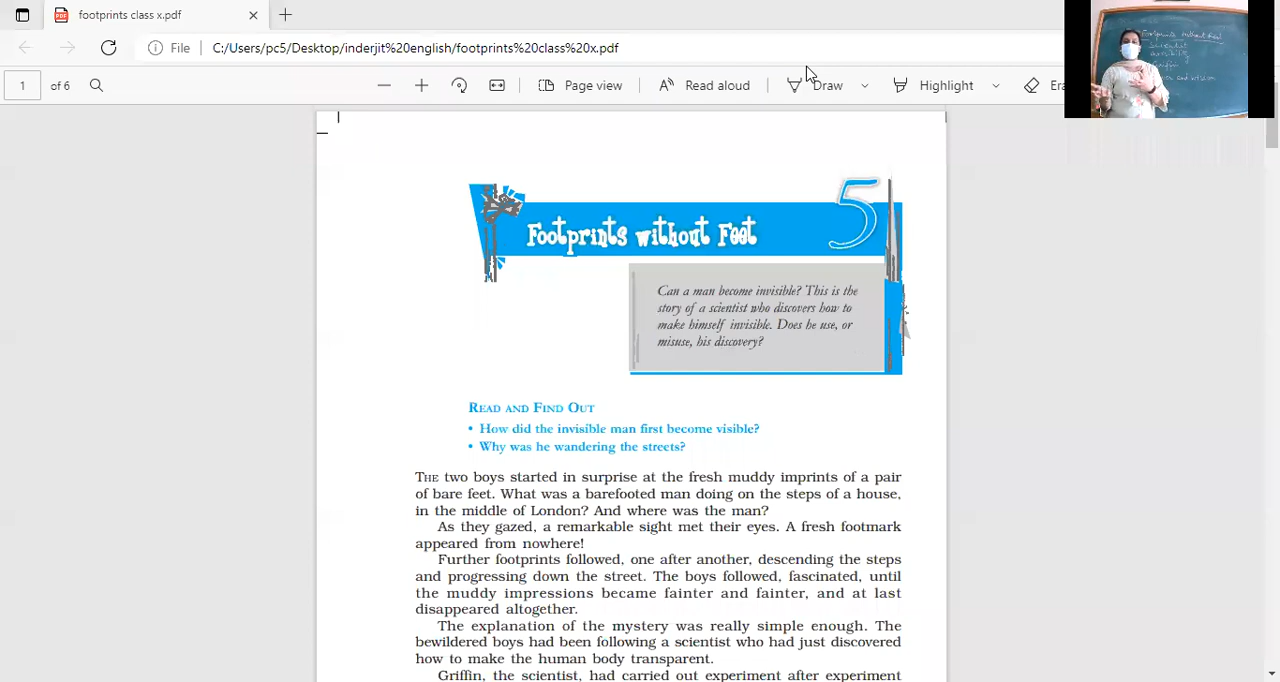 footprints class x.pdf
File
C:/Users/pc5/Desktop/inderjit%20english/footprints%20class%20x.pdf
1 of 6
Page view
Read aloud
Draw
Highlight
Era
Footprints without Feet
Scientist
5
Footprints without Feet
Can a man become invisible? This is the
story of a scientist who discovers how to
make himself invisible. Does he use, or
misuse, his discovery?
READ AND FIND OUT
• How did the invisible man first become visible?
• Why was he wandering the streets?
THE two boys started in surprise at the fresh muddy imprints of a pair
of bare feet. What was a barefooted man doing on the steps of a house,
in the middle of London? And where was the man?
As they gazed, a remarkable sight met their eyes. A fresh footmark
appeared from nowhere!
Further footprints followed, one after another, descending the steps
and progressing down the street. The boys followed, fascinated, until
the muddy impressions became fainter and fainter, and at last
disappeared altogether.
The explanation of the mystery was really simple enough. The
bewildered boys had been following a scientist who had just discovered
how to make the human body transparent.
Griffin, the scientist, had carried out experiment after experiment